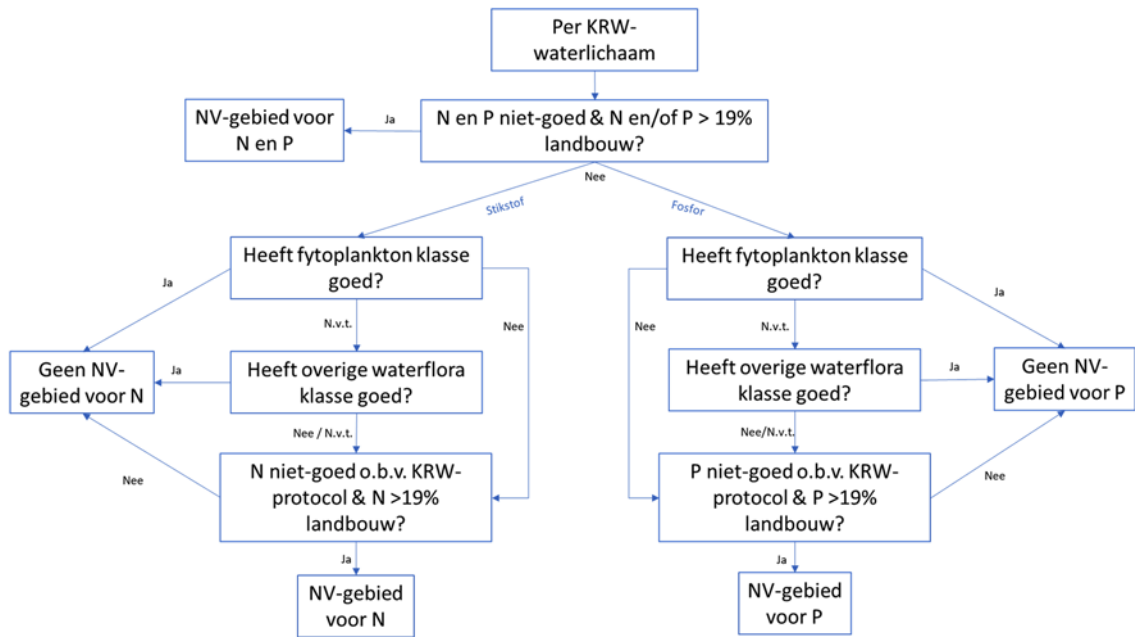 Per KRW-
waterlichaam
NV-gebied voor
N en P
Ja
N en P niet-goed & N en/of P > 19%
landbouw?
Nee
Stikstof
Fosfor
Heeft fytoplankton klasse
goed?
Heeft fytoplankton klasse
goed?
Ja
Nee
N.v.t.
Nee
N.v.t.
Ja
Geen NV-
gebied voor N
Ja
Heeft overige waterflora
klasse goed?
Heeft overige waterflora
klasse goed?
Ja
Geen NV-
gebied voor P
Nee / N.v.t.
Nee/N.v.t.
Nee
N niet-goed o.b.v. KRW-
protocol & N >19%
landbouw?
P niet-goed o.b.v. KRW-
protocol & P >19%
landbouw?
Nee
Ja
Ja
NV-gebied
voor N
NV-gebied
voor P